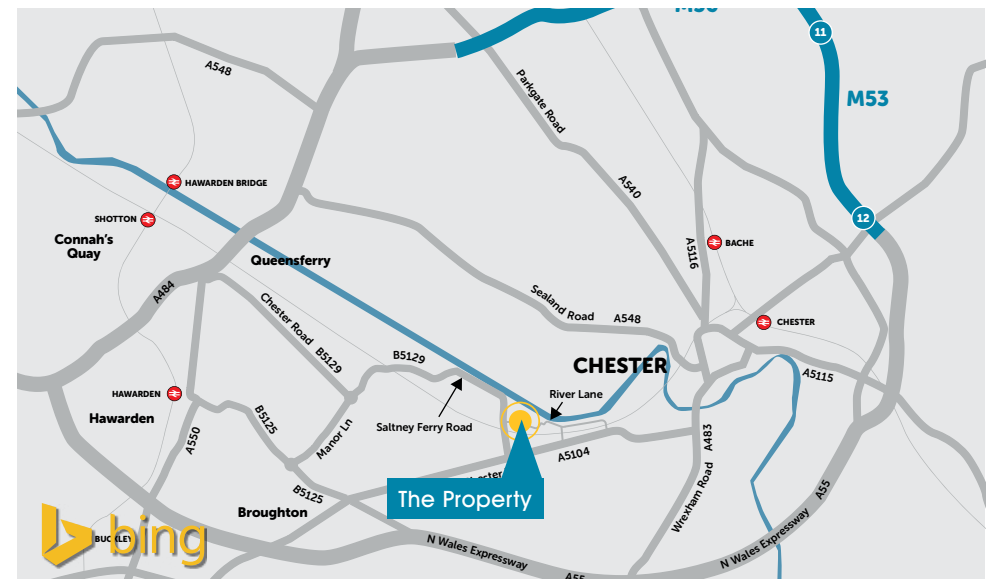 M56
11
M53
A548
Parkgate Road
HAWARDEN BRIDGE
A540
SHOTTON
12
Connah's
Quay
A5116
BACHE
Queensferry
A484
Chester Road
Sealand Road
A548
CHESTER
B5129
B5129
CHESTER
A5115
HAWARDEN
River Lane
Hawarden
B5125
Manor Ln
Saltney Ferry Road
A550
A483
A5104
B5125
The Property
Wrexham Road
A55
Broughton
bing
BUCKLEY
N Wales Expressway
N Wales Expressway
A55